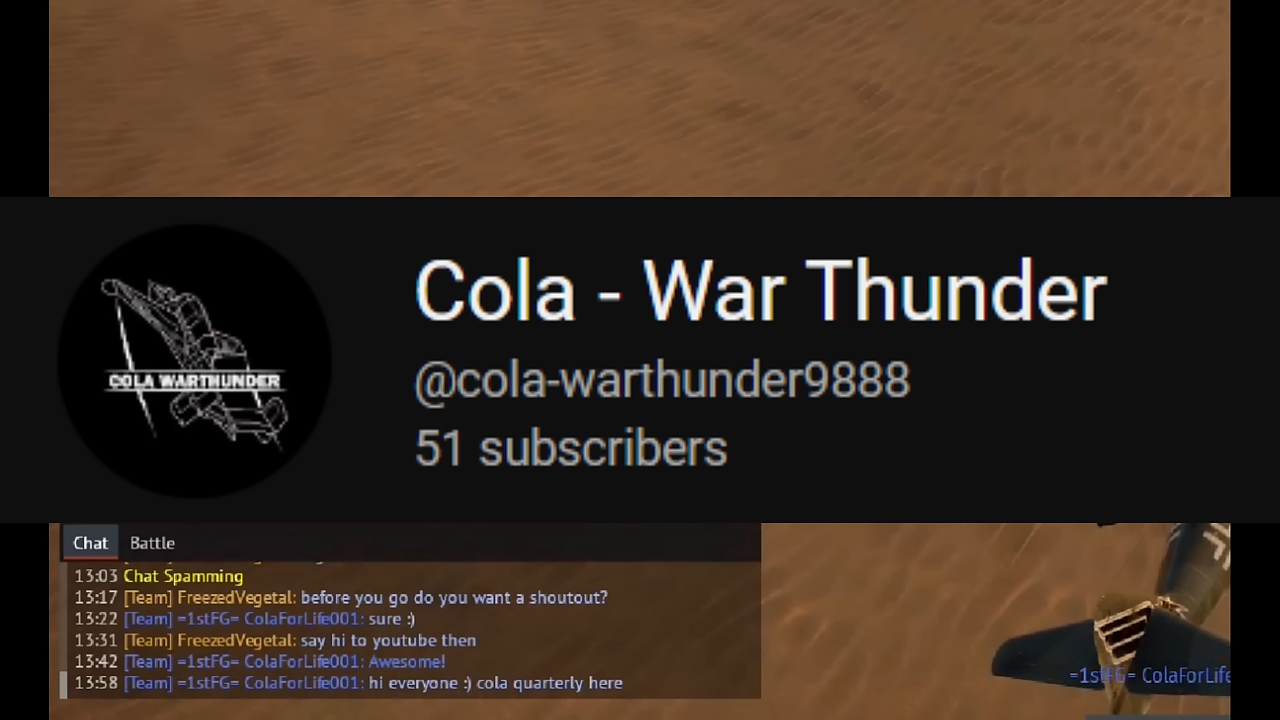 Cola - War Thunder
@cola-warthunder9888
51 subscribers
COLA WARTHUNDER
Chat Battle
13:03 Chat Spamming
13:17 [Team] FreezedVegetal: before you go do you want a shoutout?
13:22 [Team] =1stFG= ColaForLife001: sure :)
13:31 [Team] FreezedVegetal: say hi to youtube then
13:42 [Team] =1stFG= ColaForLife001: Awesome!
13:58 [Team] =1stFG= ColaForLife001: hi everyone :) cola quarterly here
=1stFG= ColaForLife